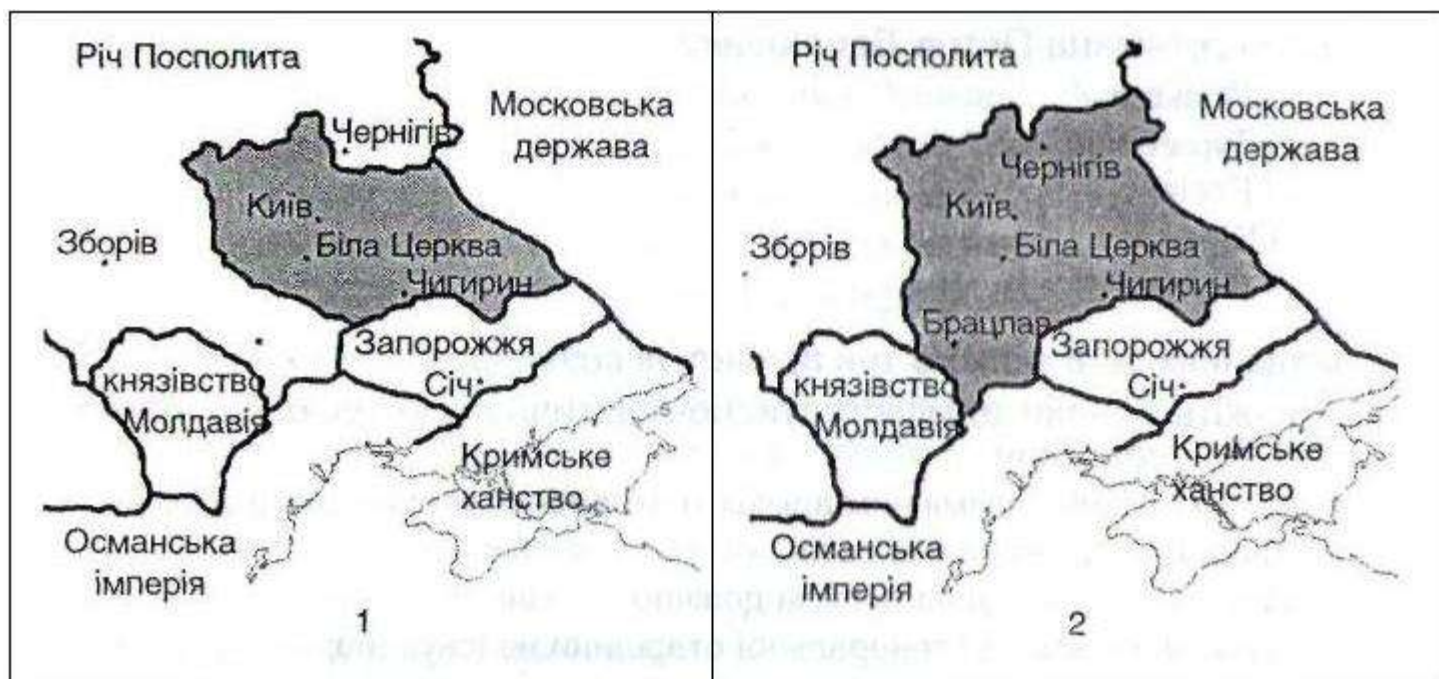 Річ Посполита
Московська
держава
Чернігів
Київ
Зборів
Біла Церква
Чигирин
Запорожжя
Січ
князівство
Молдавія
Кримське
ханство
Османська
імперія
1
Річ Посполита
Московська
держава
Чернігів
Київ
Зборів
Біла Церква
Чигирин
Брацлав
Запорожжя
Січ
князівство
Молдавія
Кримське
ханство
Османська
імперія
2